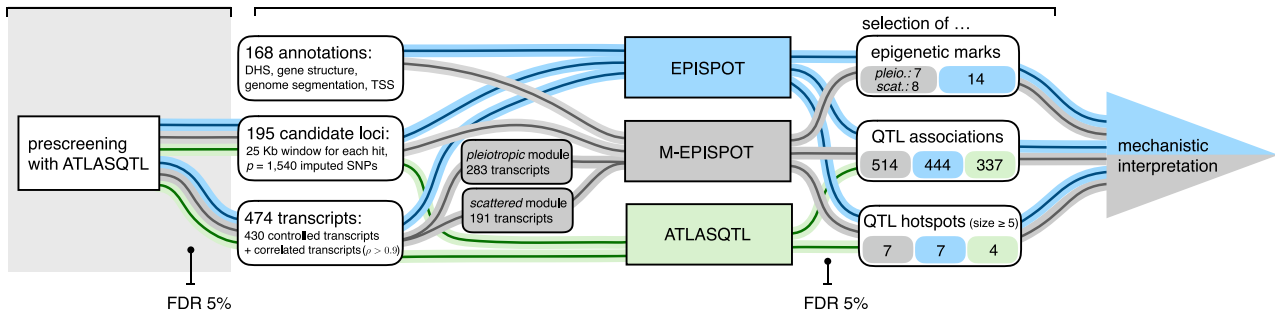 prescreening
with ATLASQTL
FDR 5%
168 annotations:
DHS, gene structure,
genome segmentation, TSS
195 candidate loci:
25 Kb window for each hit,
p = 1,540 imputed SNPs
474 transcripts:
430 controlled transcripts
+ correlated transcripts (ρ > 0.9)
pleiotropic module
283 transcripts
scattered module
191 transcripts
EPISPOT
M-EPISPOT
ATLASQTL
FDR 5%
selection of ...
epigenetic marks
pleio.: 7
scat.: 8
14
QTL associations
514 444 337
QTL hotspots (size ≥ 5)
7 7 4
mechanistic
interpretation